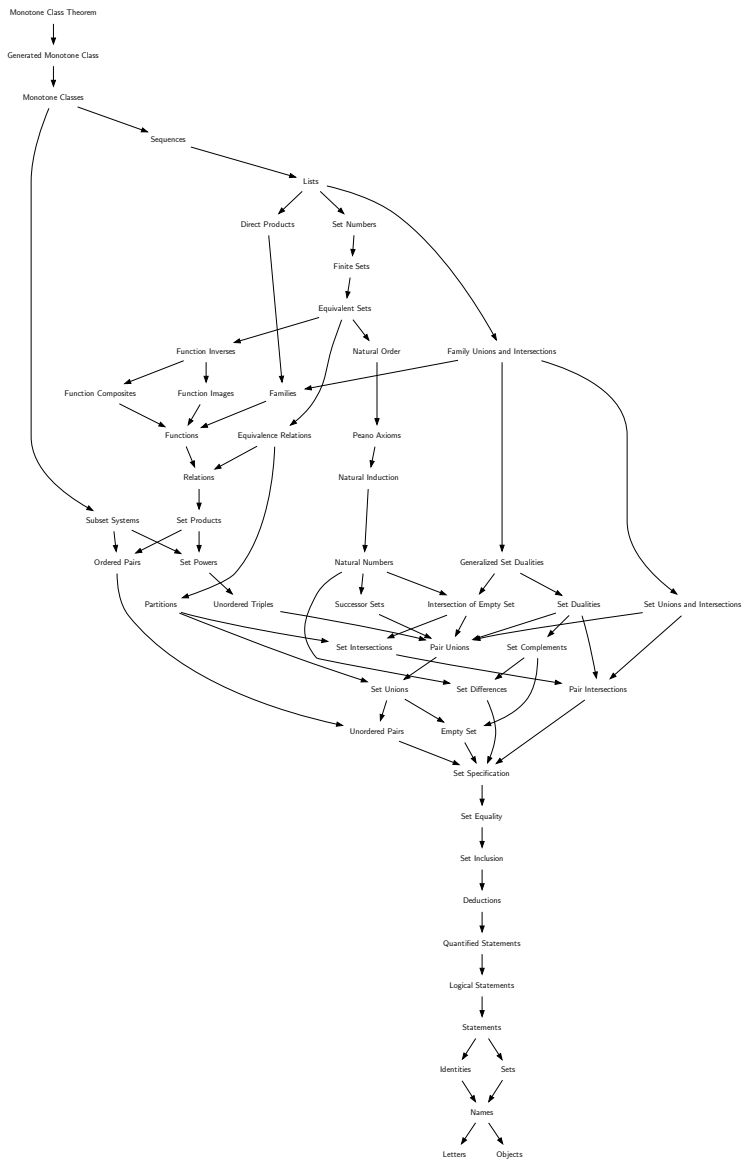 Monotone Class Theorem
Generated Monotone Class
Monotone Classes
Sequences
Lists
Direct Products
Set Numbers
Finite Sets
Equivalent Sets
Function Inverses
Natural Order
Family Unions and Intersections
Function Composites
Function Images
Families
Functions
Equivalence Relations
Peano Axioms
Relations
Natural Induction
Subset Systems
Set Products
Ordered Pairs
Set Powers
Natural Numbers
Generalized Set Dualities
Partitions
Unordered Triples
Successor Sets
Intersection of Empty Set
Set Dualities
Set Unions and Intersections
Set Intersections
Pair Unions
Set Complements
Set Unions
Set Differences
Pair Intersections
Unordered Pairs
Empty Set
Set Specification
Set Equality
Set Inclusion
Deductions
Quantified Statements
Logical Statements
Statements
Identities
Sets
Names
Letters
Objects